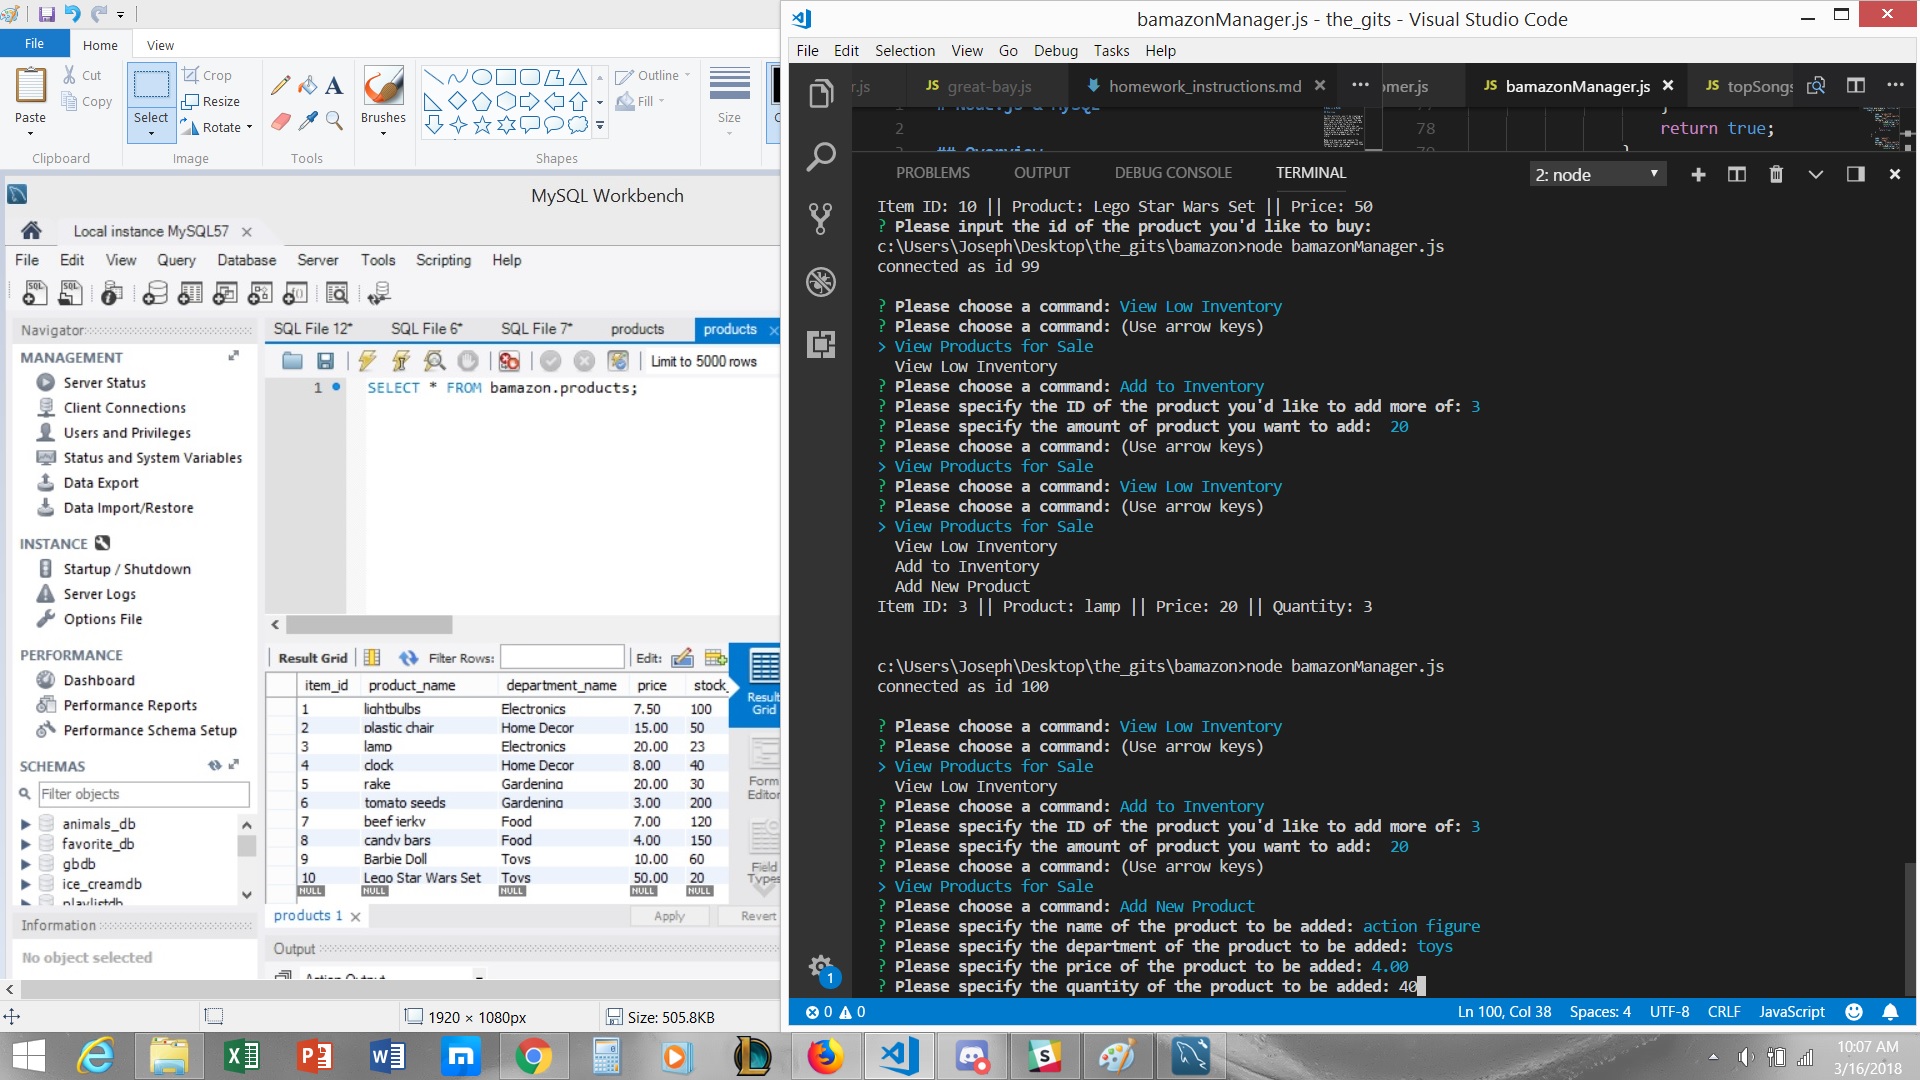 File
Home
View
Paste
Cut
Copy
Clipboard
Select
Crop
Resize
Rotate
Image
Tools
Brushes
Shapes
Outline
Fill
Size
MySQL Workbench
Local instance MySQL57
File Edit View Query Database Server Tools Scripting Help
Navigator
MANAGEMENT
Server Status
Client Connections
Users and Privileges
Status and System Variables
Data Export
Data Import/Restore
INSTANCE
Startup / Shutdown
Server Logs
Options File
PERFORMANCE
Dashboard
Performance Reports
Performance Schema Setup
SCHEMAS
Filter objects
animals_db
favorite_db
gbdb
ice_creamdb
playlistdb
Information
No object selected
SQL File 12* SQL File 6* SQL File 7* products products
Limit to 5000 rows
1 SELECT * FROM bamazon.products;
Result Grid Filter Rows: Edit:
item_id product_name department_name price stock_
1 lightbulbs Electronics 7.50 100
2 plastic chair Home Decor 15.00 50
3 lamp Electronics 20.00 23
4 clock Home Decor 8.00 40
5 rake Gardening 20.00 30
6 tomato seeds Gardening 3.00 200
7 beef jerky Food 7.00 120
8 candy bars Food 4.00 150
9 Barbie Doll Toys 10.00 60
10 Lego Star Wars Set Toys 50.00 20
NULL NULL NULL NULL NULL
Result
Grid
Form
Editor
Field
Types
products 1 Apply Revert
Output
Action Output
1920 × 1080px
Size: 505.8KB
bamazonManager.js - the_gits - Visual Studio Code
File Edit Selection View Go Debug Tasks Help
r.js JS great-bay.js homework_instructions.md omer.js JS bamazonManager.js JS topSongs
# Node.js & MySQL
2
## Overview
78 return true;
79 }
PROBLEMS OUTPUT DEBUG CONSOLE TERMINAL 2: node
Item ID: 10 || Product: Lego Star Wars Set || Price: 50
? Please input the id of the product you'd like to buy:
c:\Users\Joseph\Desktop\the_gits\bamazon>node bamazonManager.js
connected as id 99
? Please choose a command: View Low Inventory
? Please choose a command: (Use arrow keys)
> View Products for Sale
View Low Inventory
? Please choose a command: Add to Inventory
? Please specify the ID of the product you'd like to add more of: 3
? Please specify the amount of product you want to add: 20
? Please choose a command: (Use arrow keys)
> View Products for Sale
? Please choose a command: View Low Inventory
? Please choose a command: (Use arrow keys)
> View Products for Sale
View Low Inventory
Add to Inventory
Add New Product
Item ID: 3 || Product: lamp || Price: 20 || Quantity: 3
c:\Users\Joseph\Desktop\the_gits\bamazon>node bamazonManager.js
connected as id 100
? Please choose a command: View Low Inventory
? Please choose a command: (Use arrow keys)
> View Products for Sale
View Low Inventory
? Please choose a command: Add to Inventory
? Please specify the ID of the product you'd like to add more of: 3
? Please specify the amount of product you want to add: 20
? Please choose a command: (Use arrow keys)
> View Products for Sale
? Please choose a command: Add New Product
? Please specify the name of the product to be added: action figure
? Please specify the department of the product to be added: toys
? Please specify the price of the product to be added: 4.00
? Please specify the quantity of the product to be added: 40
1
0 0 Ln 100, Col 38 Spaces: 4 UTF-8 CRLF JavaScript
10:07 AM
3/16/2018